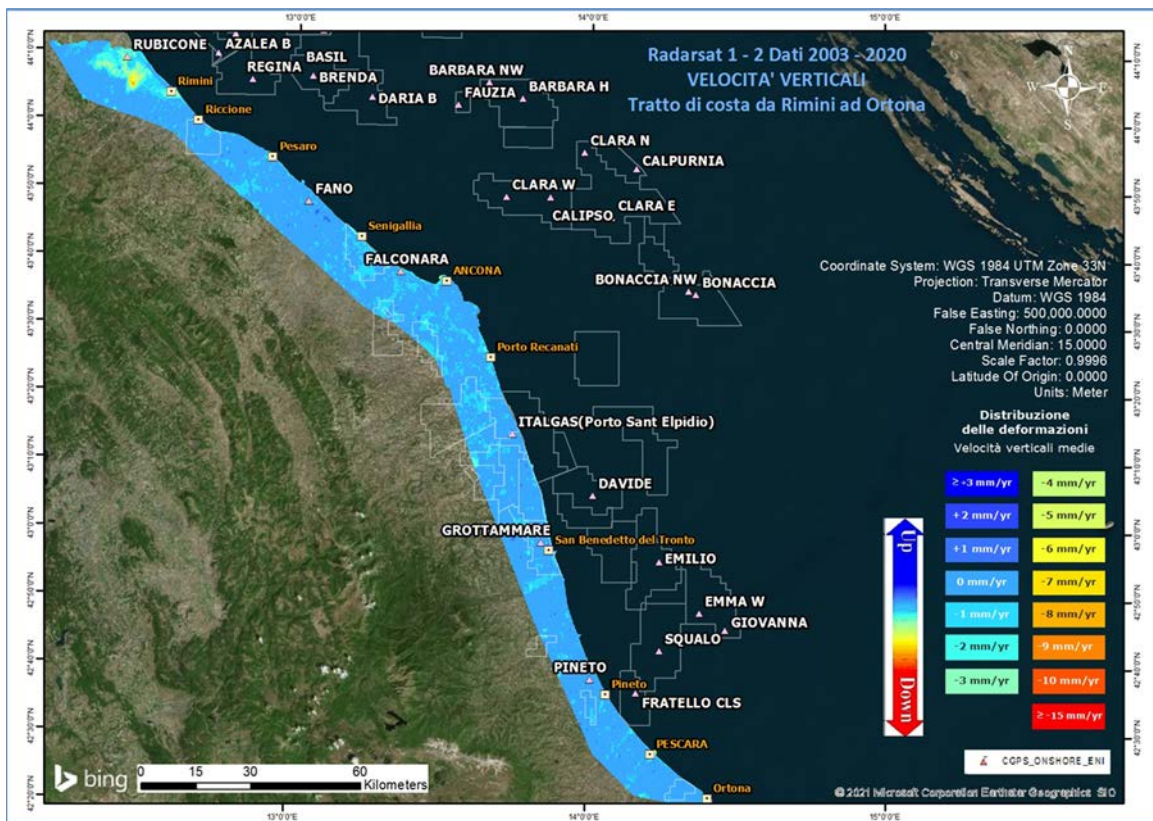 13°0'0"E 14°0'0"E 15°0'0"E
Radarsat 1 - 2 Dati 2003 - 2020
VELOCITA' VERTICALI
Tratto di costa da Rimini ad Ortona
N
W E
S
RUBICONE
AZALEA B
REGINA
BASIL
BRENDA
DARIA B
BARBARA NW
FAUZIA
BARBARA H
Rimini
Riccione
Pesaro
FANO
CLARA N
CALPURNIA
CLARA W
CALIPSO
CLARA E
Senigallia
FALCONARA
ANCONA
BONACCIA NW
BONACCIA
Porto Recanati
ITALGAS(Porto Sant Elpidio)
DAVIDE
GROTTAMMARE
San Benedetto del Tronto
EMILIO
EMMA W
GIOVANNA
SQUALO
PINETO
Pineto
FRATELLO CLS
PESCARA
Ortona
Coordinate System: WGS 1984 UTM Zone 33N
Projection: Transverse Mercator
Datum: WGS 1984
False Easting: 500,000.0000
False Northing: 0.0000
Central Meridian: 15.0000
Scale Factor: 0.9996
Latitude Of Origin: 0.0000
Units: Meter
Distribuzione
delle deformazioni
Velocità verticali medie
Up
Down
≥ +3 mm/yr
+2 mm/yr
+1 mm/yr
0 mm/yr
-1 mm/yr
-2 mm/yr
-3 mm/yr
-4 mm/yr
-5 mm/yr
-6 mm/yr
-7 mm/yr
-8 mm/yr
-9 mm/yr
-10 mm/yr
≥ -15 mm/yr
CGPS_ONSHORE_ENI
bing
0 15 30 60
Kilometers
© 2021 Microsoft Corporation Earthstar Geographics SIO
13°0'0"E 14°0'0"E 15°0'0"E